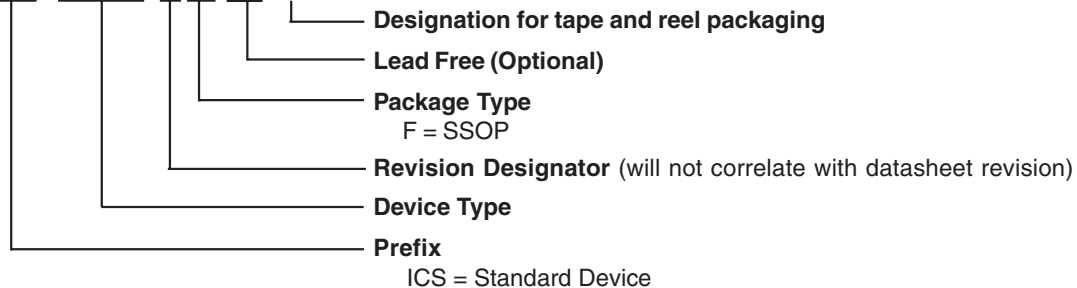 Designation for tape and reel packaging
Lead Free (Optional)
Package Type
F = SSOP
Revision Designator (will not correlate with datasheet revision)
Device Type
Prefix
ICS = Standard Device